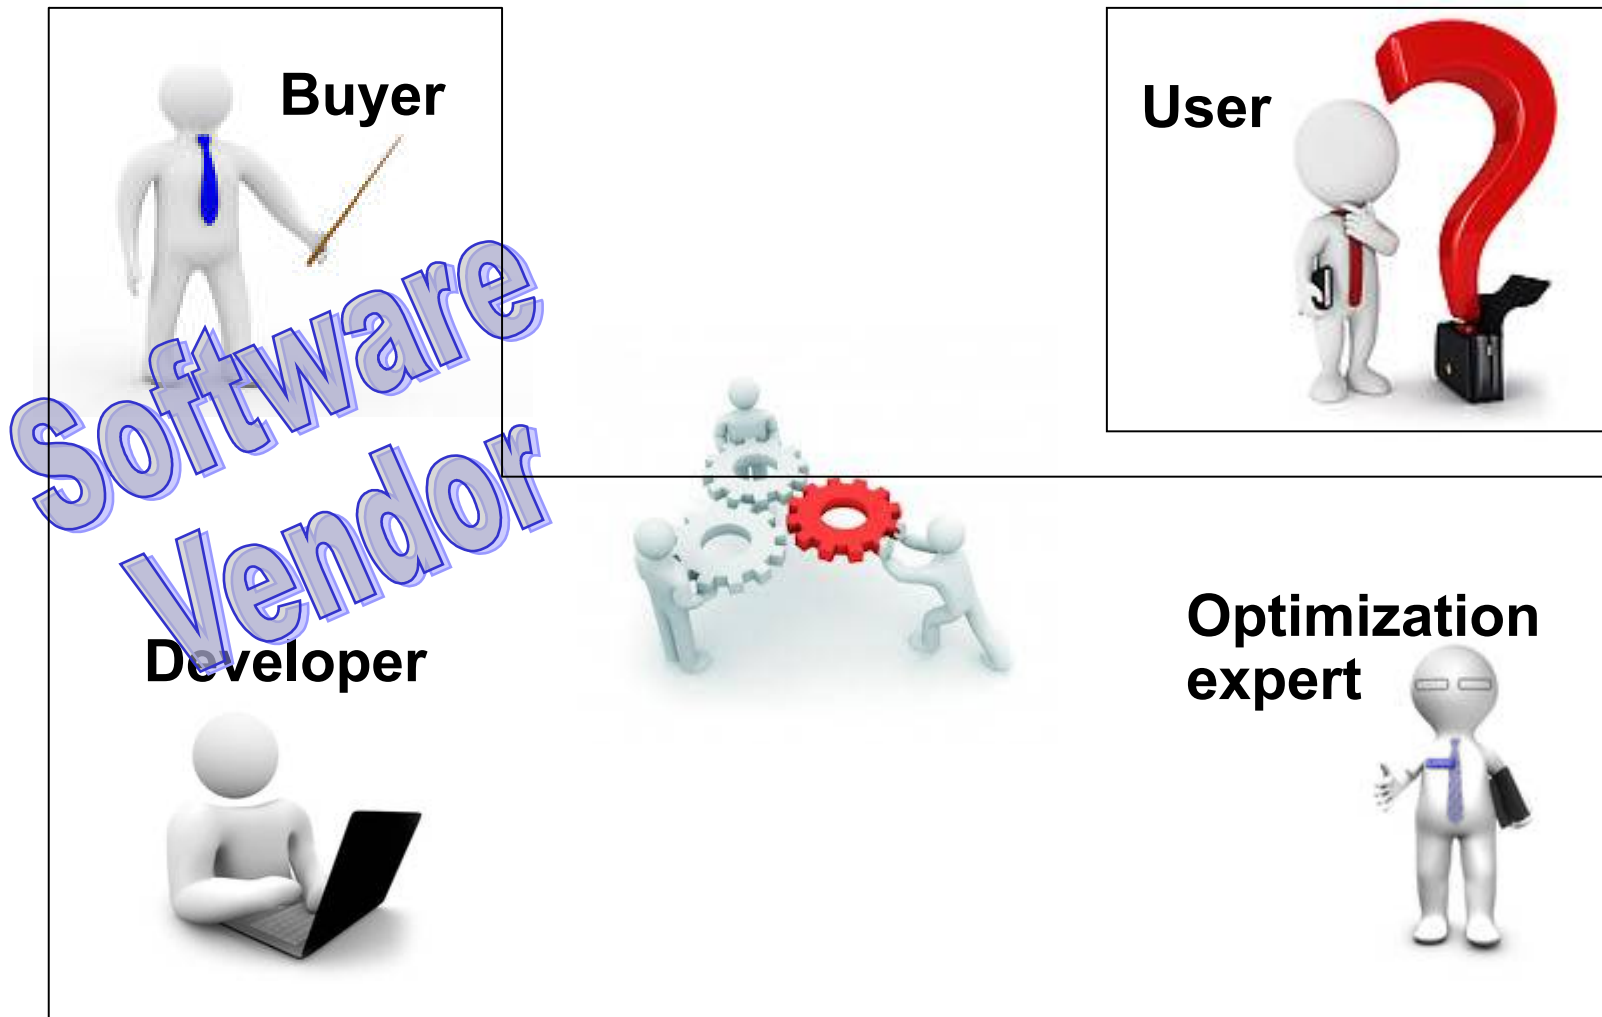 Buyer
User
Software
Vendor
Developer
Optimization
expert